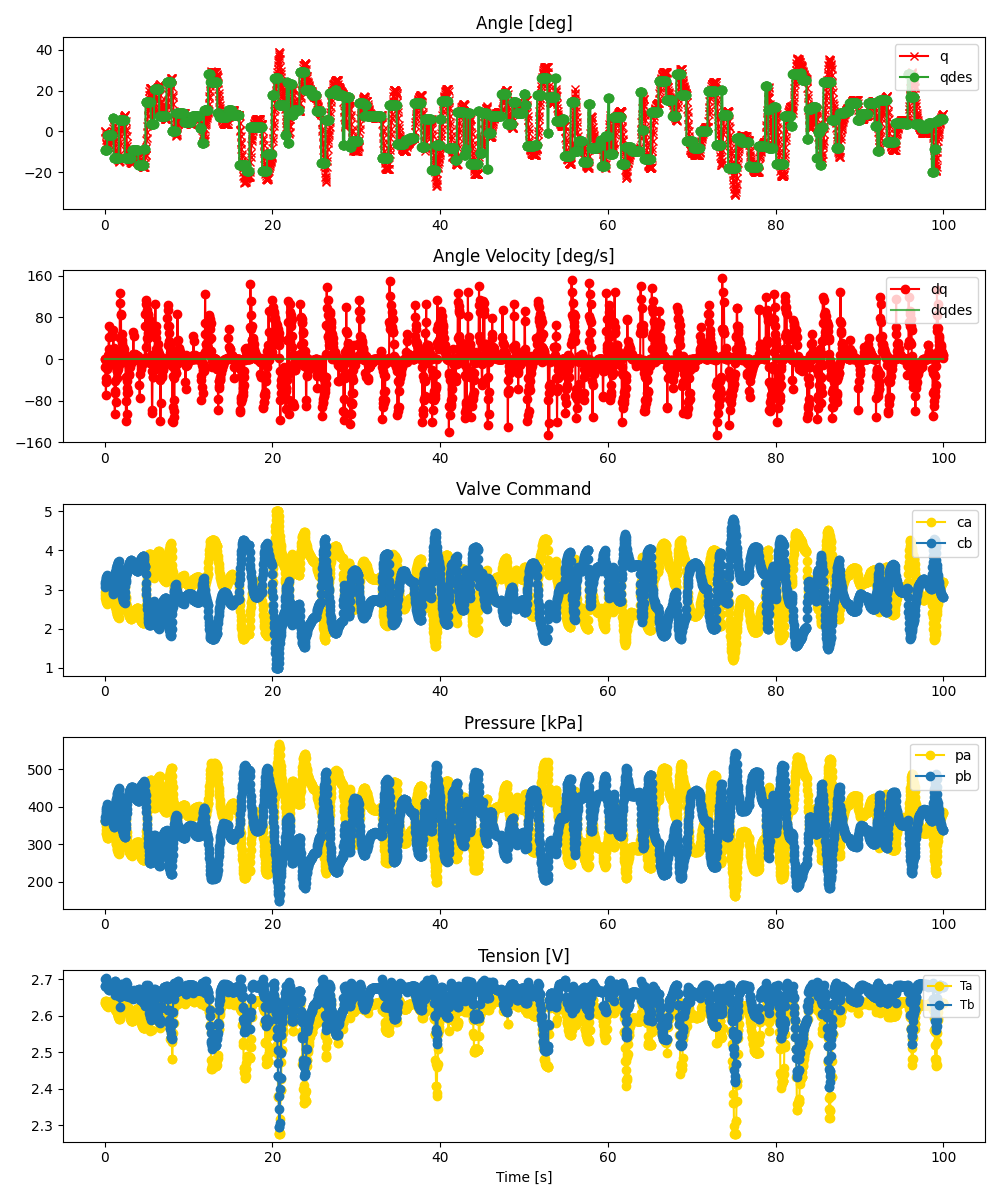 Angle [deg]
40
20
0
−20
q
qdes
0 20 40 60 80 100
Angle Velocity [deg/s]
160
80
0
−80
−160
dq
dqdes
0 20 40 60 80 100
Valve Command
5
4
3
2
1
ca
cb
0 20 40 60 80 100
Pressure [kPa]
500
400
300
200
pa
pb
0 20 40 60 80 100
Tension [V]
2.7
2.6
2.5
2.4
2.3
Ta
Tb
0 20 40 60 80 100
Time [s]